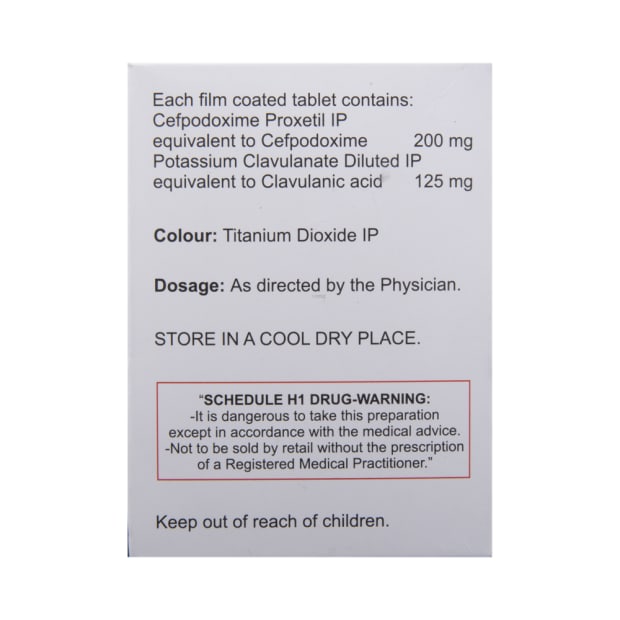 Each film coated tablet contains:
Cefpodoxime Proxetil IP
equivalent to Cefpodoxime 200 mg
Potassium Clavulanate Diluted IP
equivalent to Clavulanic acid 125 mg
Colour: Titanium Dioxide IP
Dosage: As directed by the Physician.
STORE IN A COOL DRY PLACE.
“SCHEDULE H1 DRUG-WARNING:
-It is dangerous to take this preparation
except in accordance with the medical advice.
-Not to be sold by retail without the prescription
of a Registered Medical Practitioner.”
Keep out of reach of children.